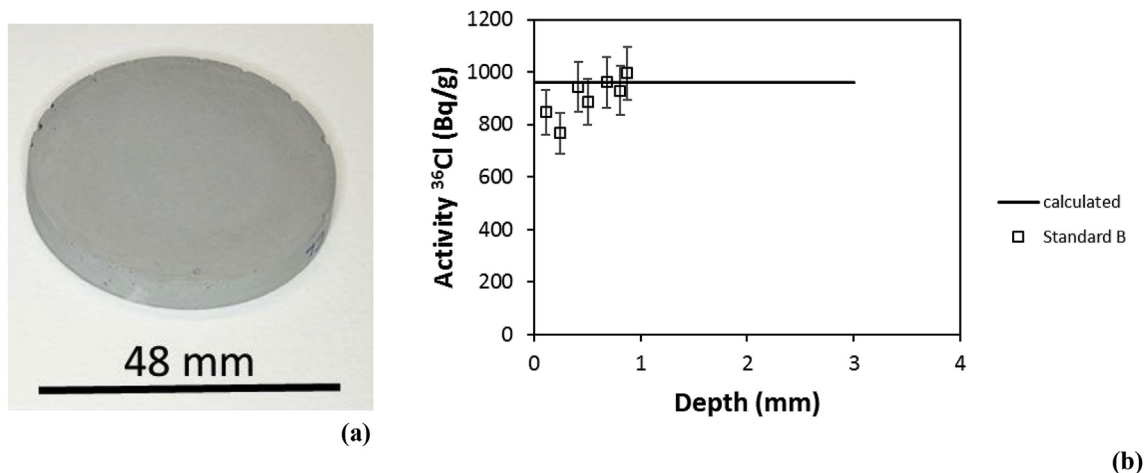 48 mm
(a)
1200
1000
800
600
400
200
0
0 1 2 3 4
Activity ³⁶Cl (Bq/g)
Depth (mm)
calculated
Standard B
(b)